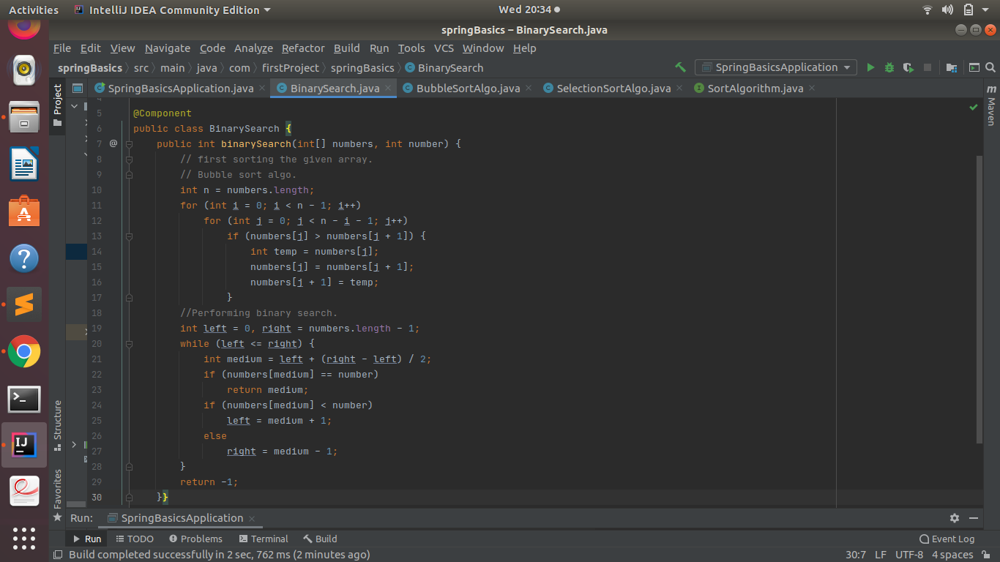 Activities IntelliJ IDEA Community Edition Wed 20:34
springBasics – BinarySearch.java
File Edit View Navigate Code Analyze Refactor Build Run Tools VCS Window Help
springBasics src main java com firstProject springBasics BinarySearch SpringBasicsApplication
Project SpringBasicsApplication.java BinarySearch.java BubbleSortAlgo.java SelectionSortAlgo.java SortAlgorithm.java Maven
5 @Component
6 public class BinarySearch {
7 @ public int binarySearch(int[] numbers, int number) {
8 // first sorting the given array.
9 // Bubble sort algo.
10 int n = numbers.length;
11 for (int i = 0; i < n - 1; i++)
12 for (int j = 0; j < n - i - 1; j++)
13 if (numbers[j] > numbers[j + 1]) {
14 int temp = numbers[j];
15 numbers[j] = numbers[j + 1];
16 numbers[j + 1] = temp;
17 }
18 //Performing binary search.
19 int left = 0, right = numbers.length - 1;
20 while (left <= right) {
21 int medium = left + (right - left) / 2;
22 if (numbers[medium] == number)
23 return medium;
24 if (numbers[medium] < number)
25 left = medium + 1;
26 else
27 right = medium - 1;
28 }
29 return -1;
30 }}
Structure
Favorites
Run: SpringBasicsApplication
Run TODO Problems Terminal Build Event Log
Build completed successfully in 2 sec, 762 ms (2 minutes ago) 30:7 LF UTF-8 4 spaces